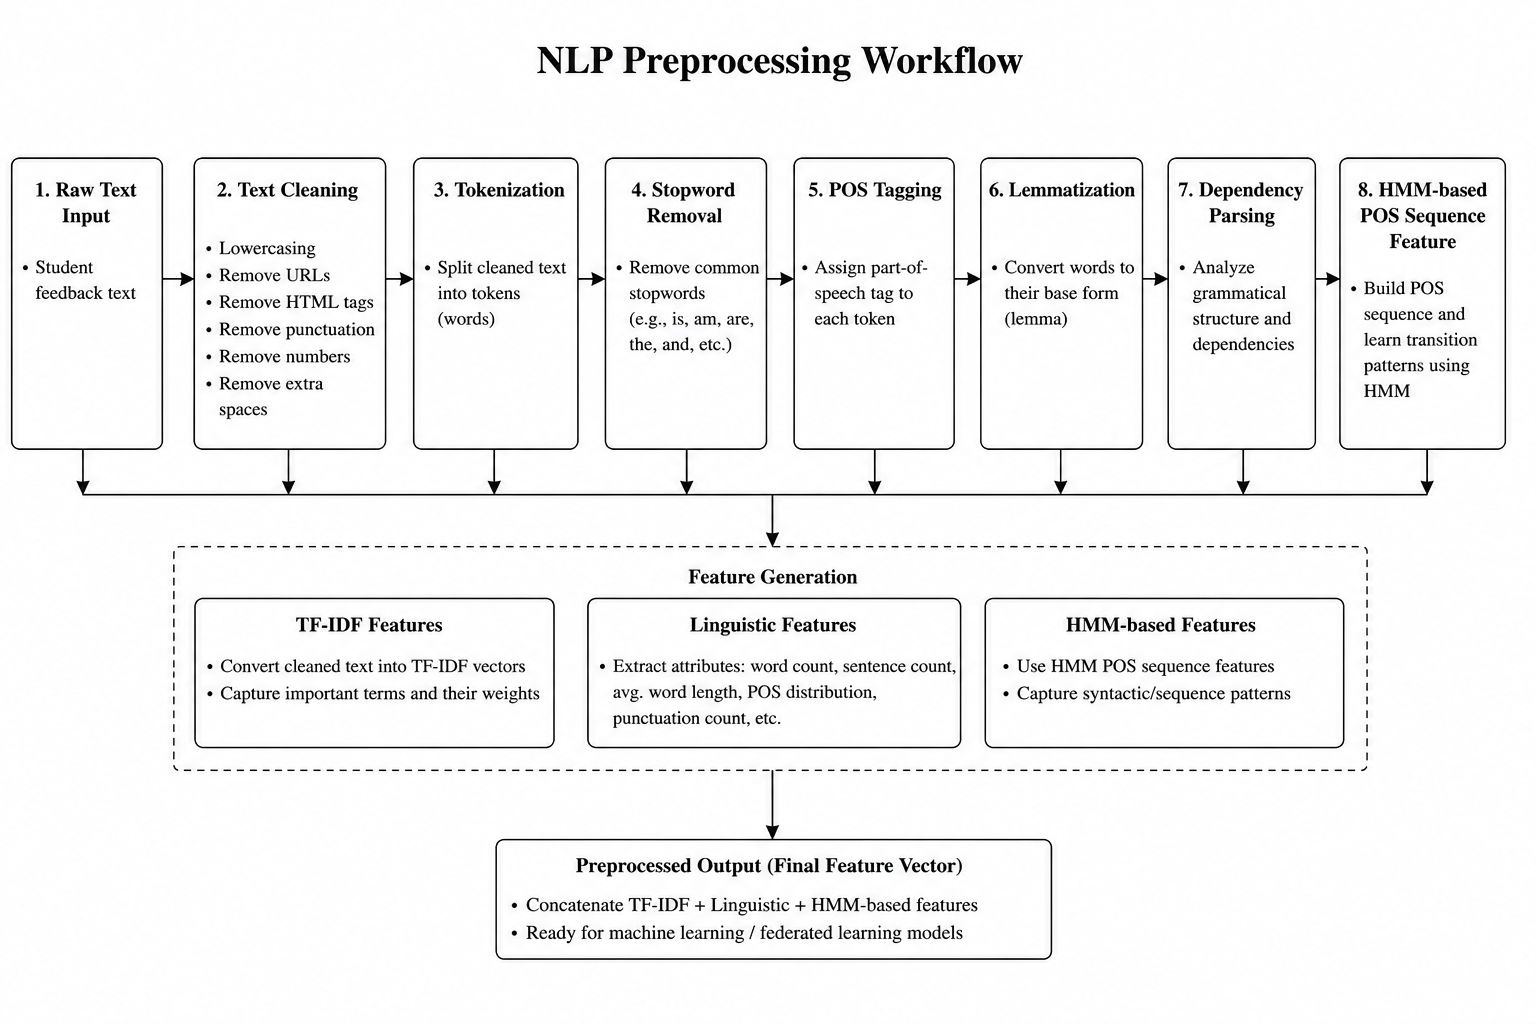 NLP Preprocessing Workflow
1. Raw Text
Input
• Student
feedback text
2. Text Cleaning
• Lowercasing
• Remove URLs
• Remove HTML tags
• Remove punctuation
• Remove numbers
• Remove extra
spaces
3. Tokenization
• Split cleaned text
into tokens
(words)
4. Stopword
Removal
• Remove common
stopwords
(e.g., is, am, are,
the, and, etc.)
5. POS Tagging
• Assign part-of-
speech tag to
each token
6. Lemmatization
• Convert words to
their base form
(lemma)
7. Dependency
Parsing
• Analyze
grammatical
structure and
dependencies
8. HMM-based
POS Sequence
Feature
• Build POS
sequence and
learn transition
patterns using
HMM
Feature Generation
TF-IDF Features
• Convert cleaned text into TF-IDF vectors
• Capture important terms and their weights
Linguistic Features
• Extract attributes: word count, sentence count,
avg. word length, POS distribution,
punctuation count, etc.
HMM-based Features
• Use HMM POS sequence features
• Capture syntactic/sequence patterns
Preprocessed Output (Final Feature Vector)
• Concatenate TF-IDF + Linguistic + HMM-based features
• Ready for machine learning / federated learning models